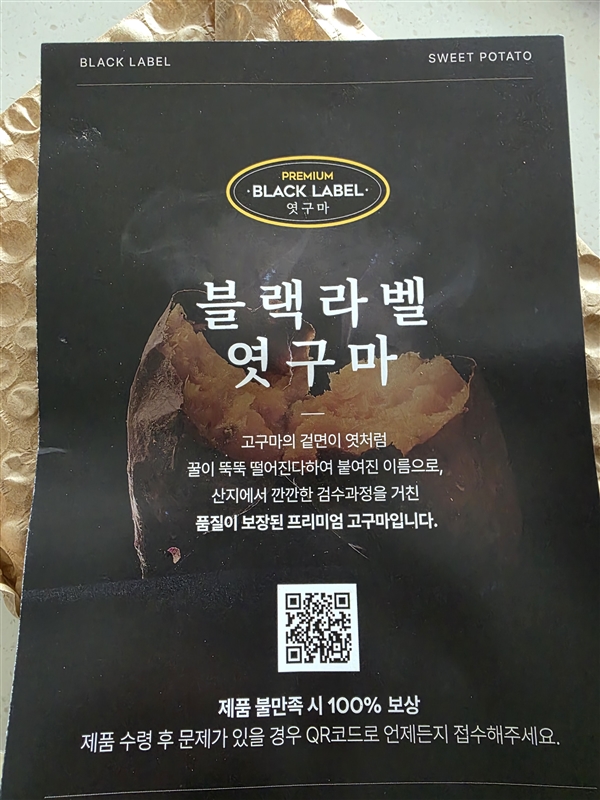 BLACK LABEL
SWEET POTATO
PREMIUM
·BLACK LABEL·
엿구마
블랙라벨
엿구마
고구마의 겉면이 엿처럼
꿀이 뚝뚝 떨어진다하여 붙여진 이름으로,
산지에서 깐깐한 검수과정을 거친
품질이 보장된 프리미엄 고구마입니다.
제품 불만족 시 100% 보상
제품 수령 후 문제가 있을 경우 QR코드로 언제든지 접수해주세요.